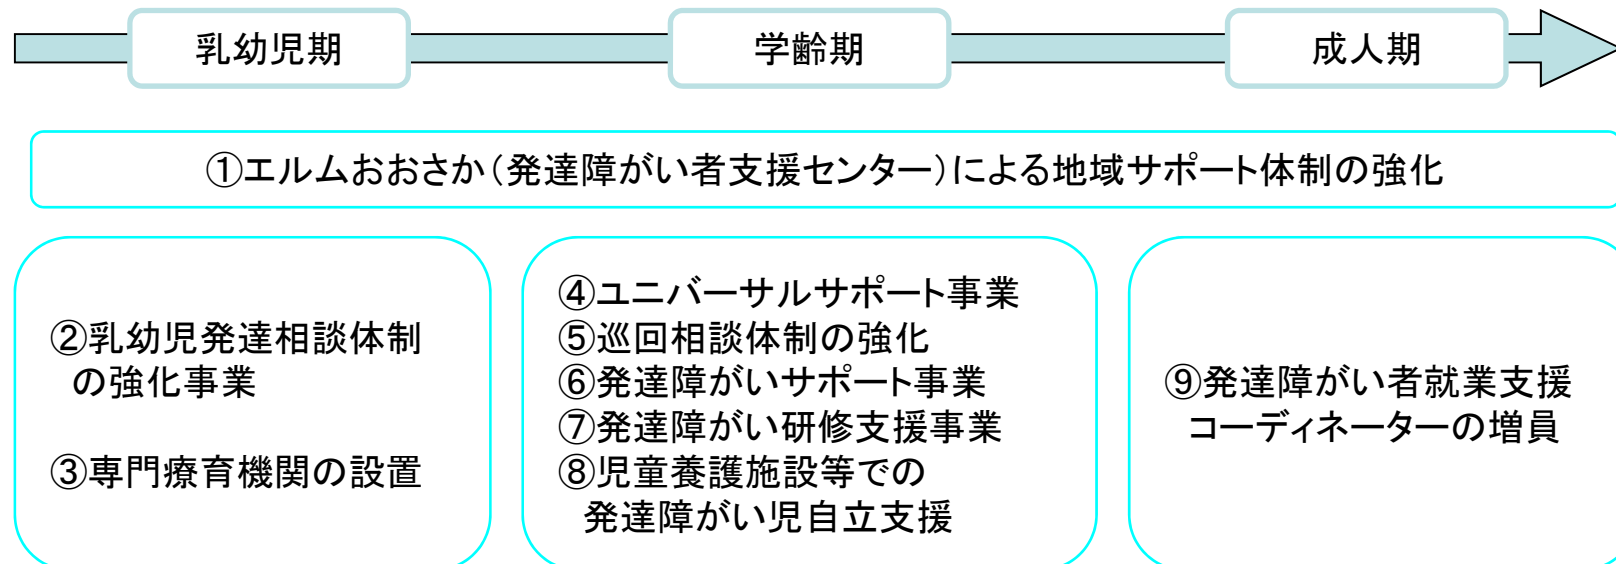 乳幼児期
学齢期
成人期
①エルムおおさか(発達障がい者支援センター)による地域サポート体制の強化
②乳幼児発達相談体制
の強化事業
③専門療育機関の設置
④ユニバーサルサポート事業
⑤巡回相談体制の強化
⑥発達障がいサポート事業
⑦発達障がい研修支援事業
⑧児童養護施設等での
発達障がい児自立支援
⑨発達障がい者就業支援
コーディネーターの増員